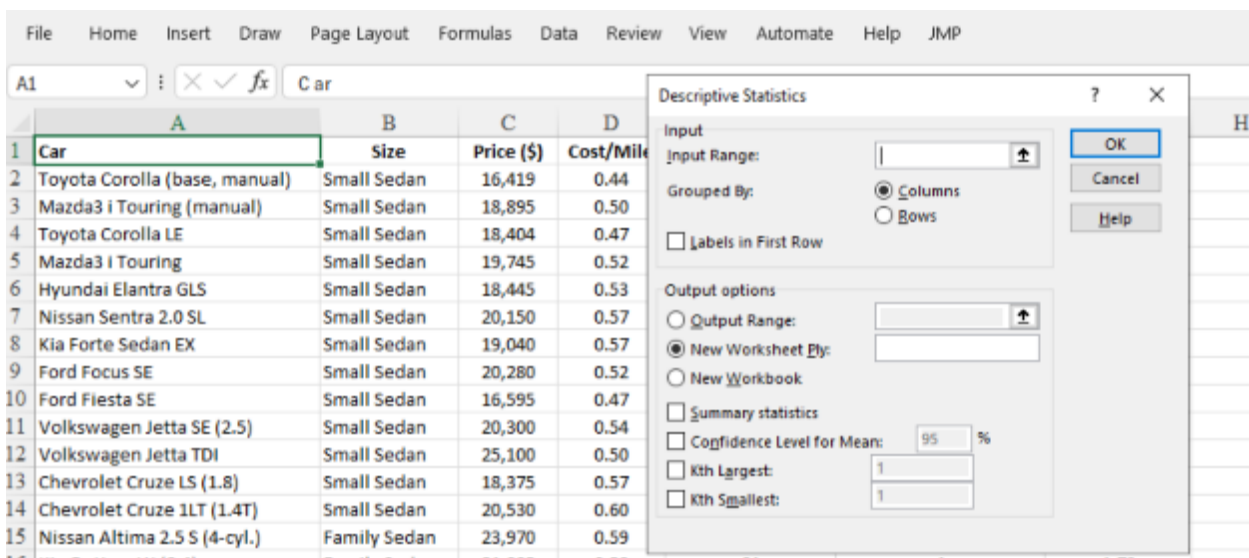 File Home Insert Draw Page Layout Formulas Data Review View Automate Help JMP
A1 fx Car
A B C D H
1 Car Size Price ($) Cost/Mile
2 Toyota Corolla (base, manual) Small Sedan 16,419 0.44
3 Mazda3 i Touring (manual) Small Sedan 18,895 0.50
4 Toyota Corolla LE Small Sedan 18,404 0.47
5 Mazda3 i Touring Small Sedan 19,745 0.52
6 Hyundai Elantra GLS Small Sedan 18,445 0.53
7 Nissan Sentra 2.0 SL Small Sedan 20,150 0.57
8 Kia Forte Sedan EX Small Sedan 19,040 0.57
9 Ford Focus SE Small Sedan 20,280 0.52
10 Ford Fiesta SE Small Sedan 16,595 0.47
11 Volkswagen Jetta SE (2.5) Small Sedan 20,300 0.54
12 Volkswagen Jetta TDI Small Sedan 25,100 0.50
13 Chevrolet Cruze LS (1.8) Small Sedan 18,375 0.57
14 Chevrolet Cruze 1LT (1.4T) Small Sedan 20,530 0.60
15 Nissan Altima 2.5 S (4-cyl.) Family Sedan 23,970 0.59
Descriptive Statistics ? ×
Input
Input Range:
Grouped By: Columns
Rows
Labels in First Row
OK
Cancel
Help
Output options
Output Range:
New Worksheet Ply:
New Workbook
Summary statistics
Confidence Level for Mean: 95 %
Kth Largest: 1
Kth Smallest: 1